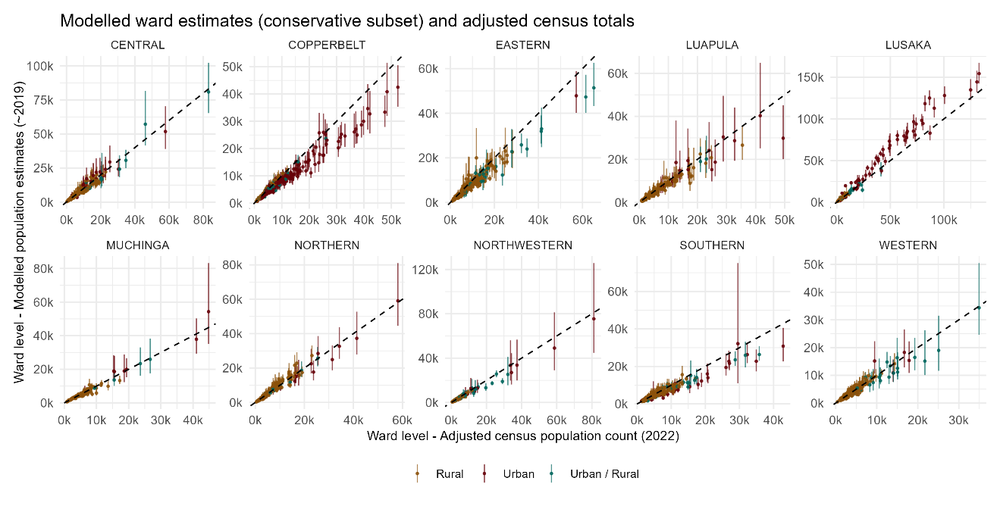 Modelled ward estimates (conservative subset) and adjusted census totals
CENTRAL
COPPERBELT
EASTERN
LUAPULA
LUSAKA
100k
75k
50k
25k
0k
0k 20k 40k 60k 80k
50k
40k
30k
20k
10k
0k
0k 10k 20k 30k 40k 50k
60k
40k
20k
0k
0k 20k 40k 60k
60k
40k
20k
0k
0k 10k 20k 30k 40k 50k
150k
100k
50k
0k
0k 50k 100k
MUCHINGA
NORTHERN
NORTHWESTERN
SOUTHERN
WESTERN
80k
60k
40k
20k
0k
0k 10k 20k 30k 40k
80k
60k
40k
20k
0k
0k 20k 40k 60k
120k
80k
40k
0k
0k 20k 40k 60k 80k
60k
40k
20k
0k
0k 10k 20k 30k 40k
50k
40k
30k
20k
10k
0k
0k 10k 20k 30k
Ward level - Modelled population estimates (~2019)
Ward level - Adjusted census population count (2022)
Rural Urban Urban / Rural